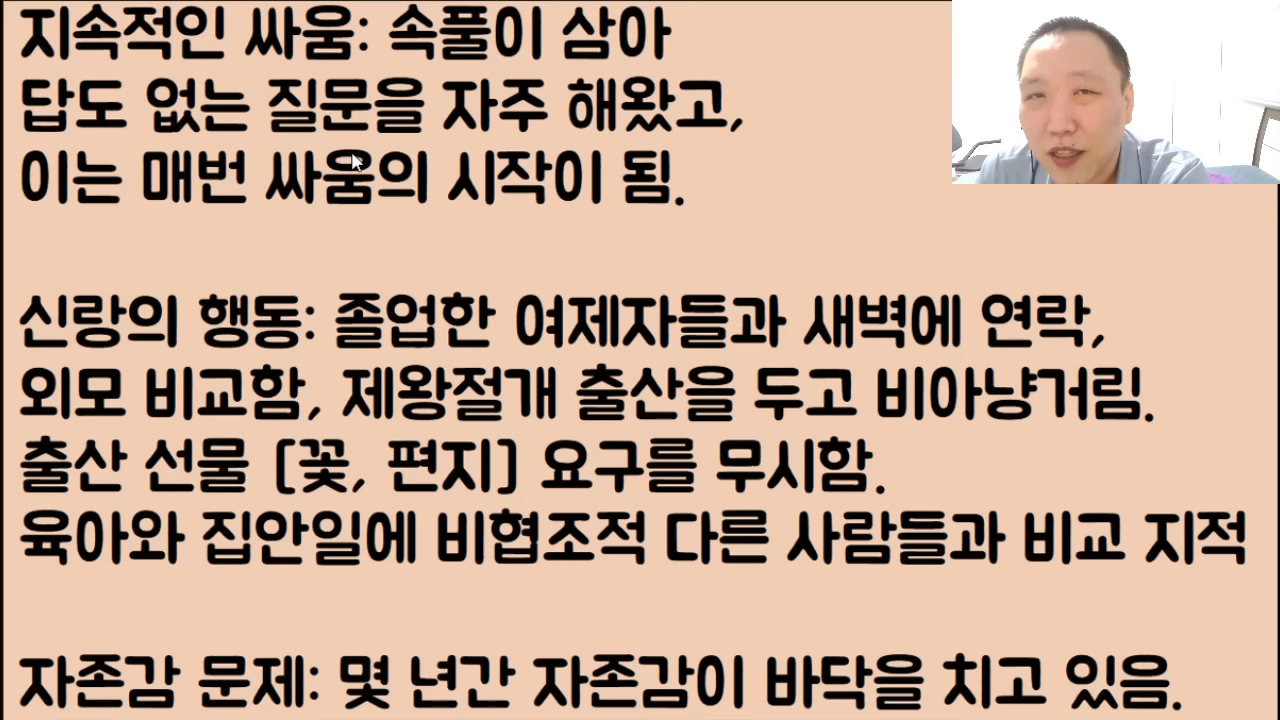 지속적인 싸움: 속풀이 삼아
답도 없는 질문을 자주 해왔고,
이는 매번 싸움의 시작이 됨.
신랑의 행동: 졸업한 여제자들과 새벽에 연락,
외모 비교함, 제왕절개 출산을 두고 비아냥거림.
출산 선물 [꽃, 편지] 요구를 무시함.
육아와 집안일에 비협조적 다른 사람들과 비교 지적
자존감 문제: 몇 년간 자존감이 바닥을 치고 있음.